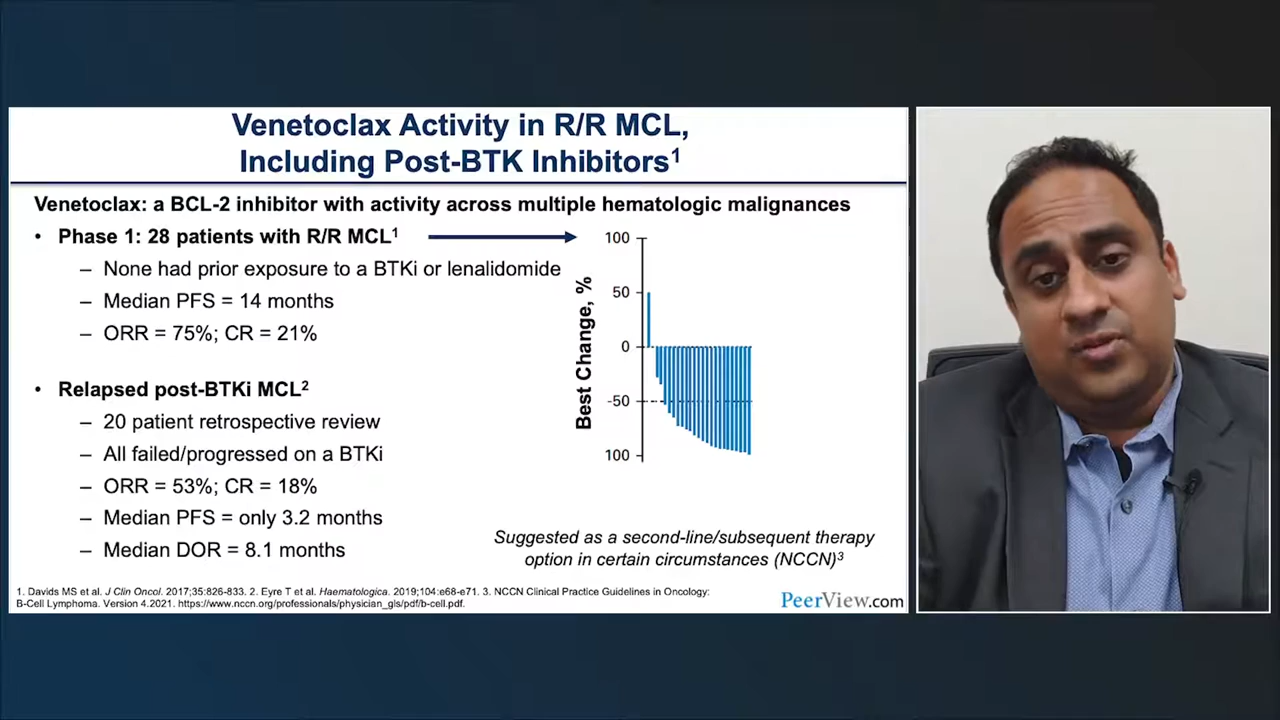 Venetoclax Activity in R/R MCL,
Including Post-BTK Inhibitors1
Venetoclax: a BCL-2 inhibitor with activity across multiple hematologic malignances
• Phase 1: 28 patients with R/R MCL1
– None had prior exposure to a BTKi or lenalidomide
– Median PFS = 14 months
– ORR = 75%; CR = 21%
• Relapsed post-BTKi MCL2
– 20 patient retrospective review
– All failed/progressed on a BTKi
– ORR = 53%; CR = 18%
– Median PFS = only 3.2 months
– Median DOR = 8.1 months
Best Change, %
100
50
0
-50
100
Suggested as a second-line/subsequent therapy
option in certain circumstances (NCCN)3
1. Davids MS et al. J Clin Oncol. 2017;35:826-833. 2. Eyre T et al. Haematologica. 2019;104:e68-e71. 3. NCCN Clinical Practice Guidelines in Oncology:
B-Cell Lymphoma. Version 4.2021. https://www.nccn.org/professionals/physician_gls/pdf/b-cell.pdf.
PeerView.com